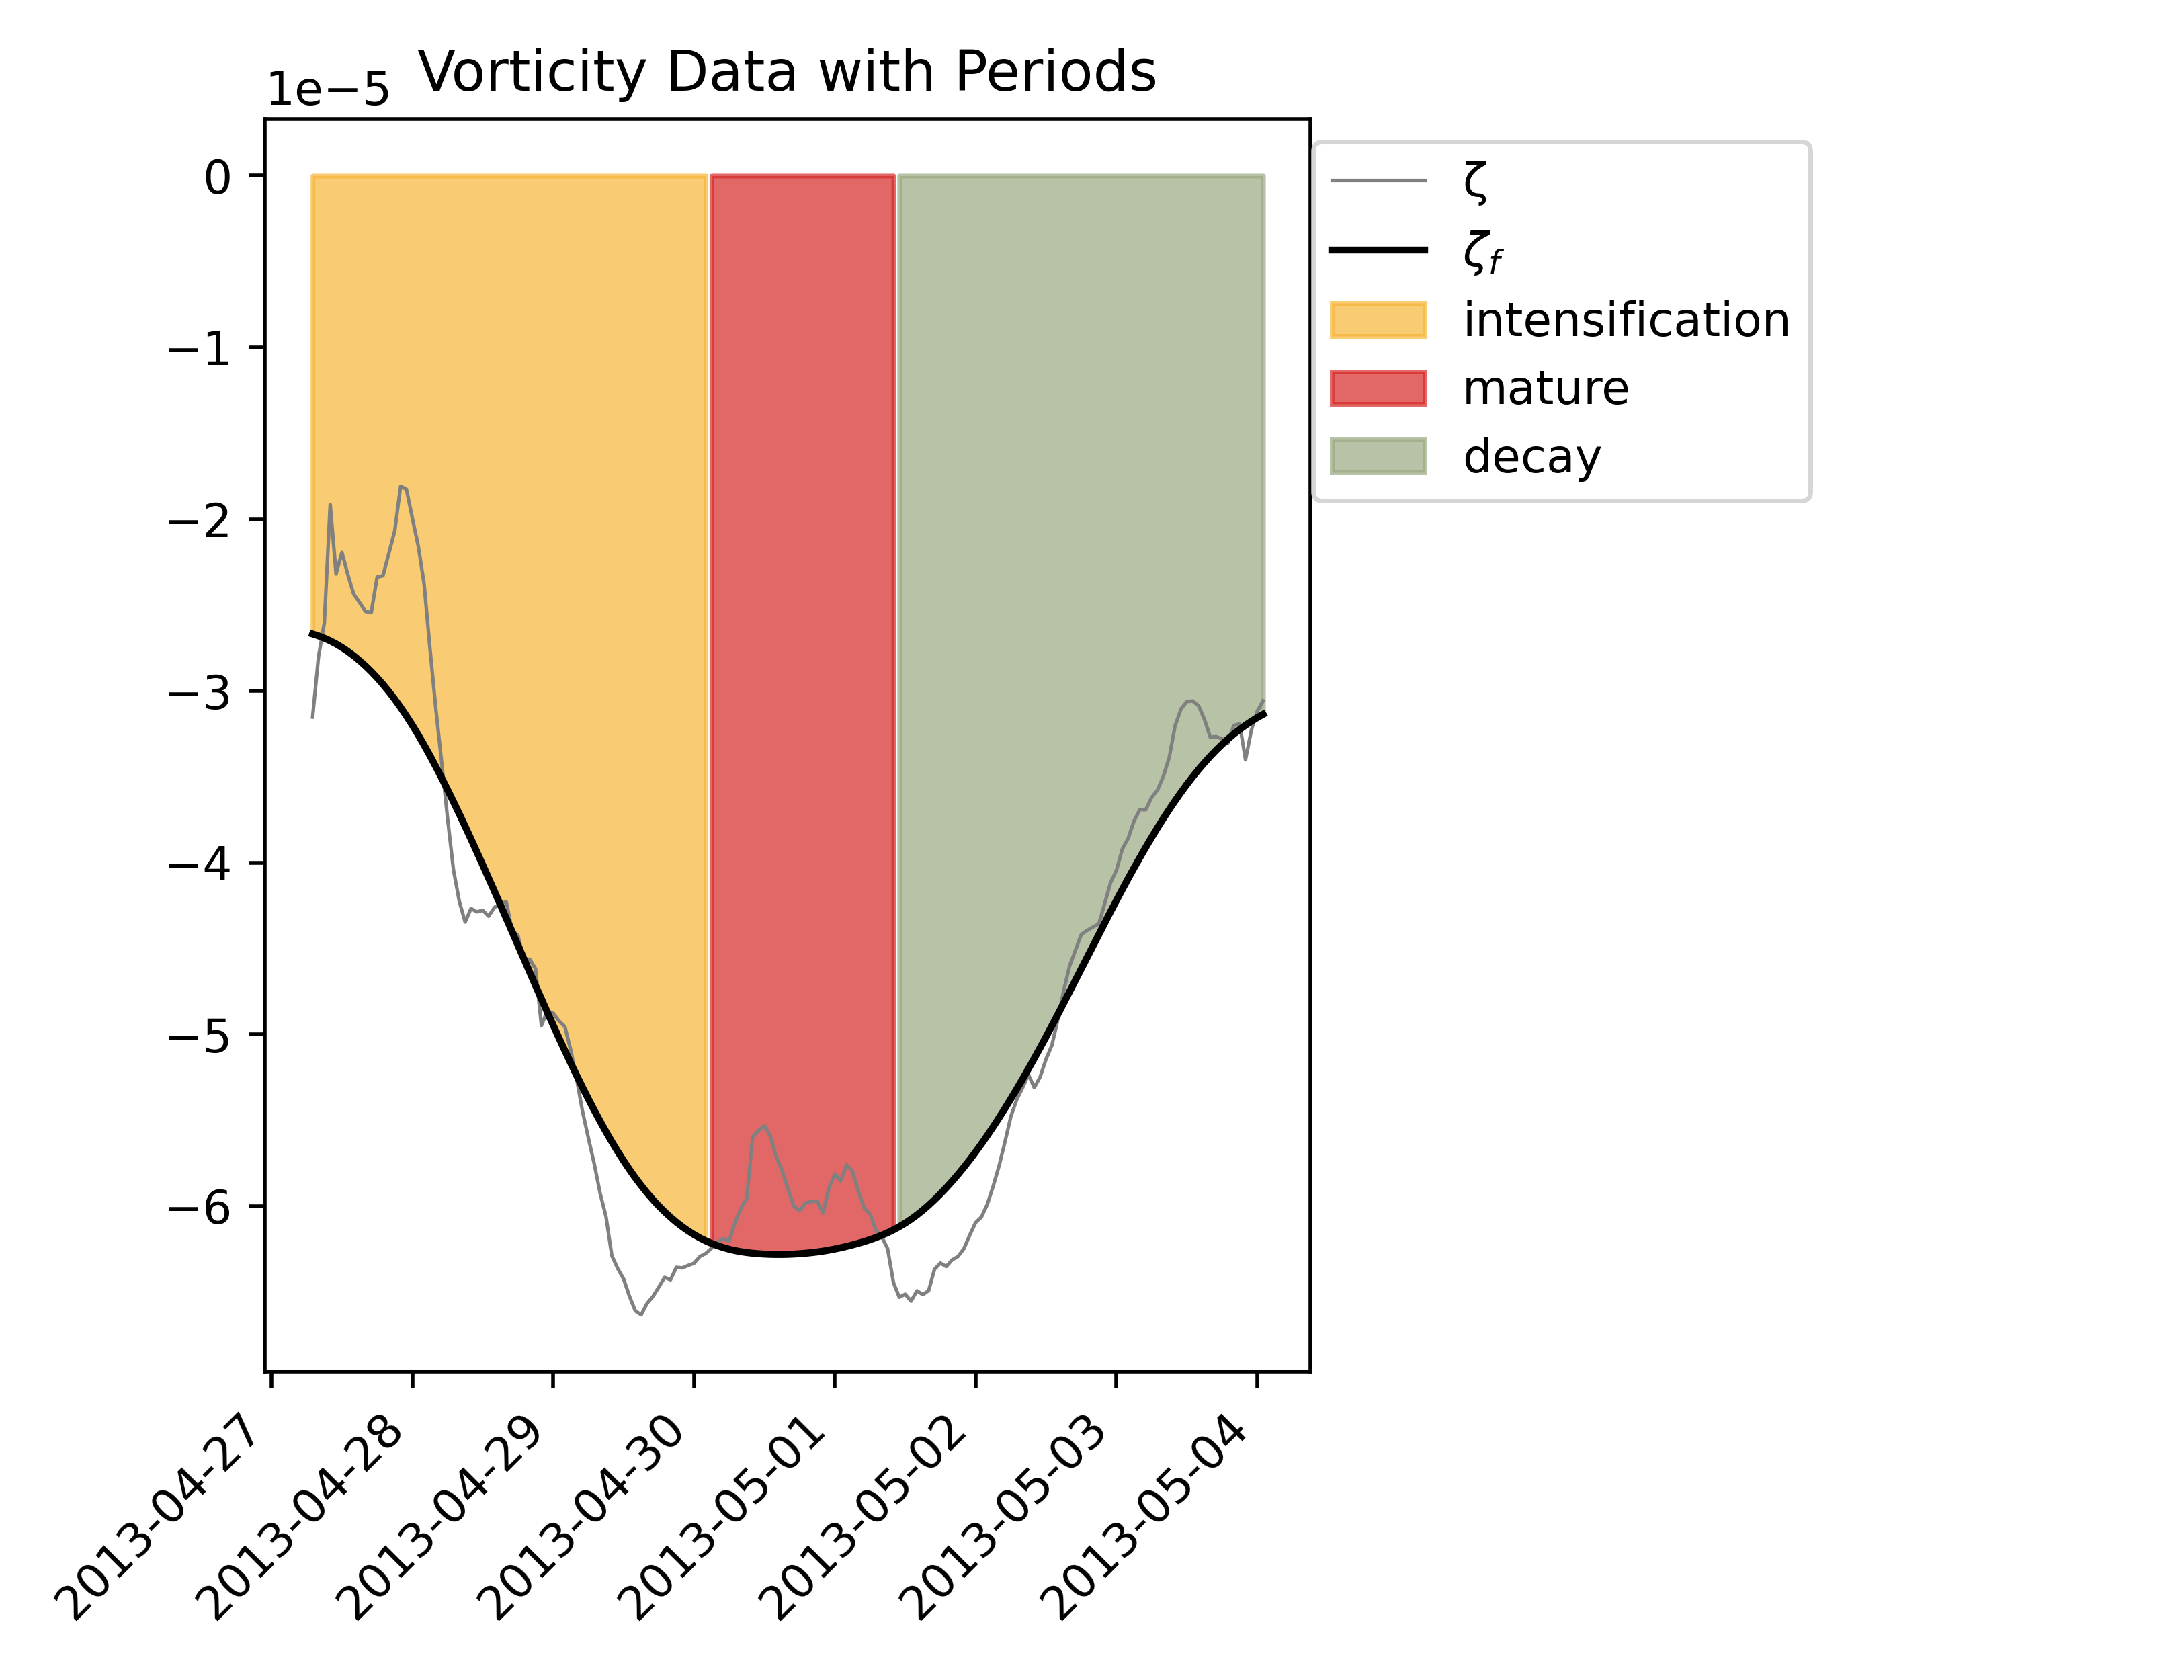 Vorticity Data with Periods
1e−5
0
−1
−2
−3
−4
−5
−6
2013-04-27
2013-04-28
2013-04-29
2013-04-30
2013-05-01
2013-05-02
2013-05-03
2013-05-04
ζ
ζf
intensification
mature
decay